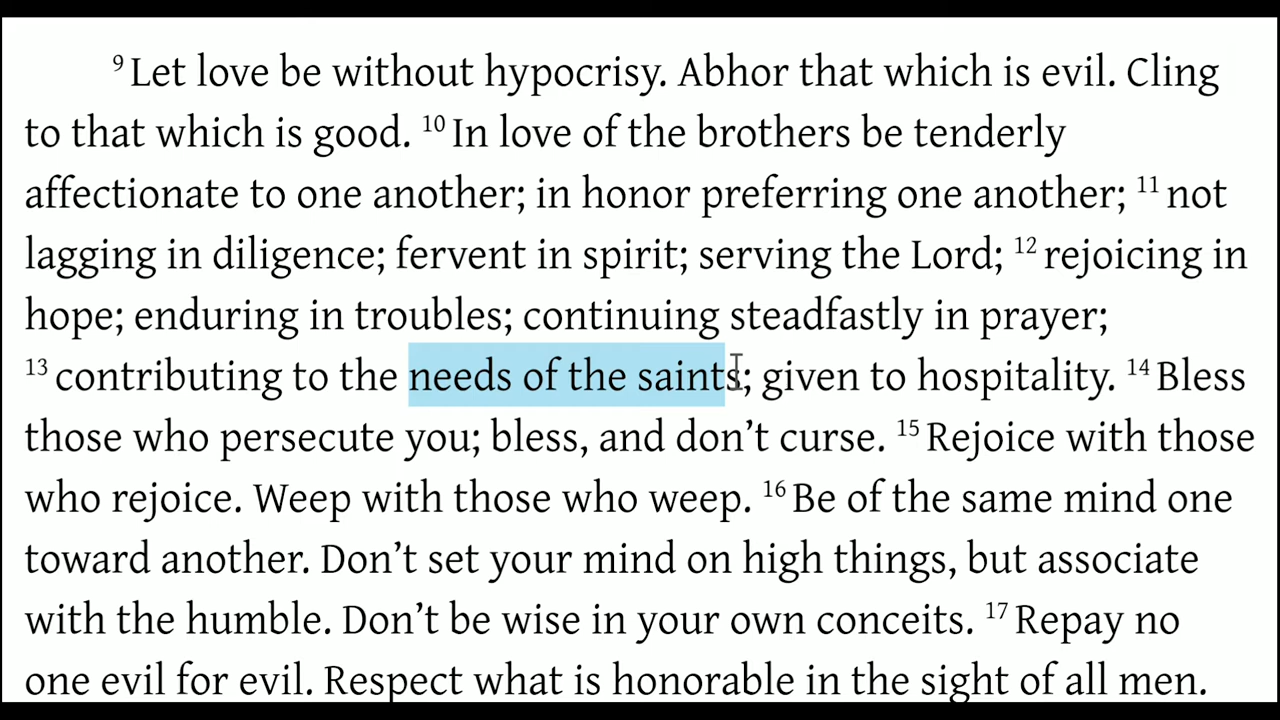 9 Let love be without hypocrisy. Abhor that which is evil. Cling
to that which is good. 10 In love of the brothers be tenderly
affectionate to one another; in honor preferring one another; 11 not
lagging in diligence; fervent in spirit; serving the Lord; 12 rejoicing in
hope; enduring in troubles; continuing steadfastly in prayer;
13 contributing to the needs of the saints; given to hospitality. 14 Bless
those who persecute you; bless, and don’t curse. 15 Rejoice with those
who rejoice. Weep with those who weep. 16 Be of the same mind one
toward another. Don’t set your mind on high things, but associate
with the humble. Don’t be wise in your own conceits. 17 Repay no
one evil for evil. Respect what is honorable in the sight of all men.